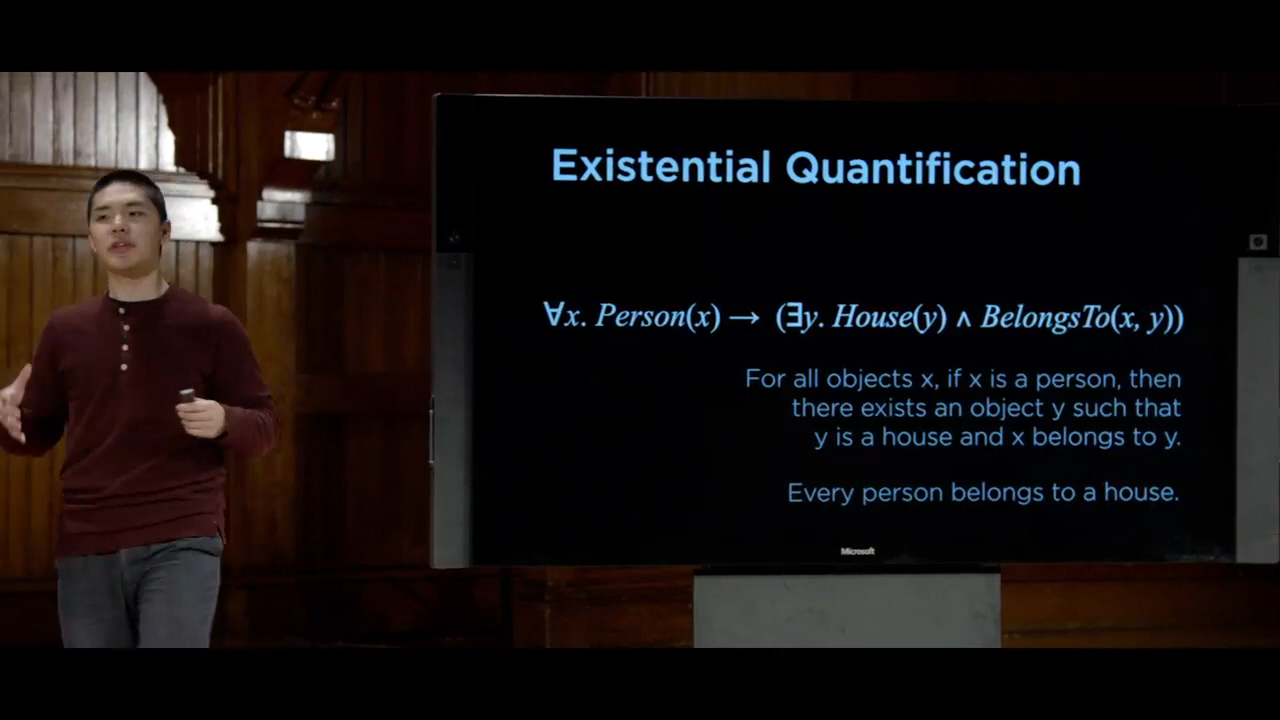 Existential Quantification
∀x. Person(x) → (∃y. House(y) ∧ BelongsTo(x, y))
For all objects x, if x is a person, then
there exists an object y such that
y is a house and x belongs to y.
Every person belongs to a house.
Microsoft